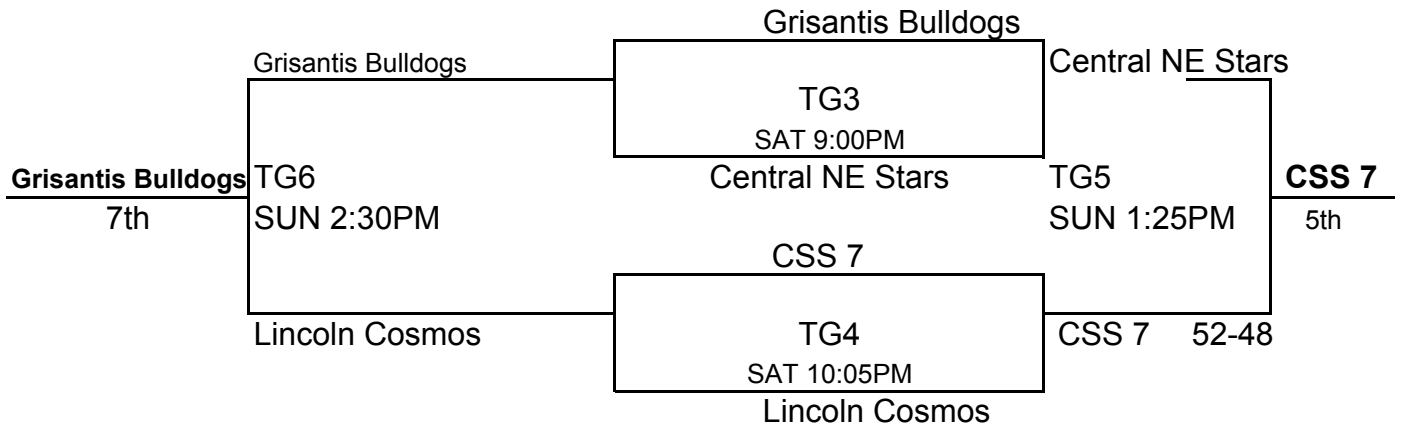 Grisantis Bulldogs
Grisantis Bulldogs Central NE Stars
TG3
SAT 9:00PM
Grisantis Bulldogs TG6 Central NE Stars TG5 CSS 7
7th SUN 2:30PM SUN 1:25PM 5th
CSS 7
Lincoln Cosmos TG4 CSS 7 52-48
SAT 10:05PM
Lincoln Cosmos